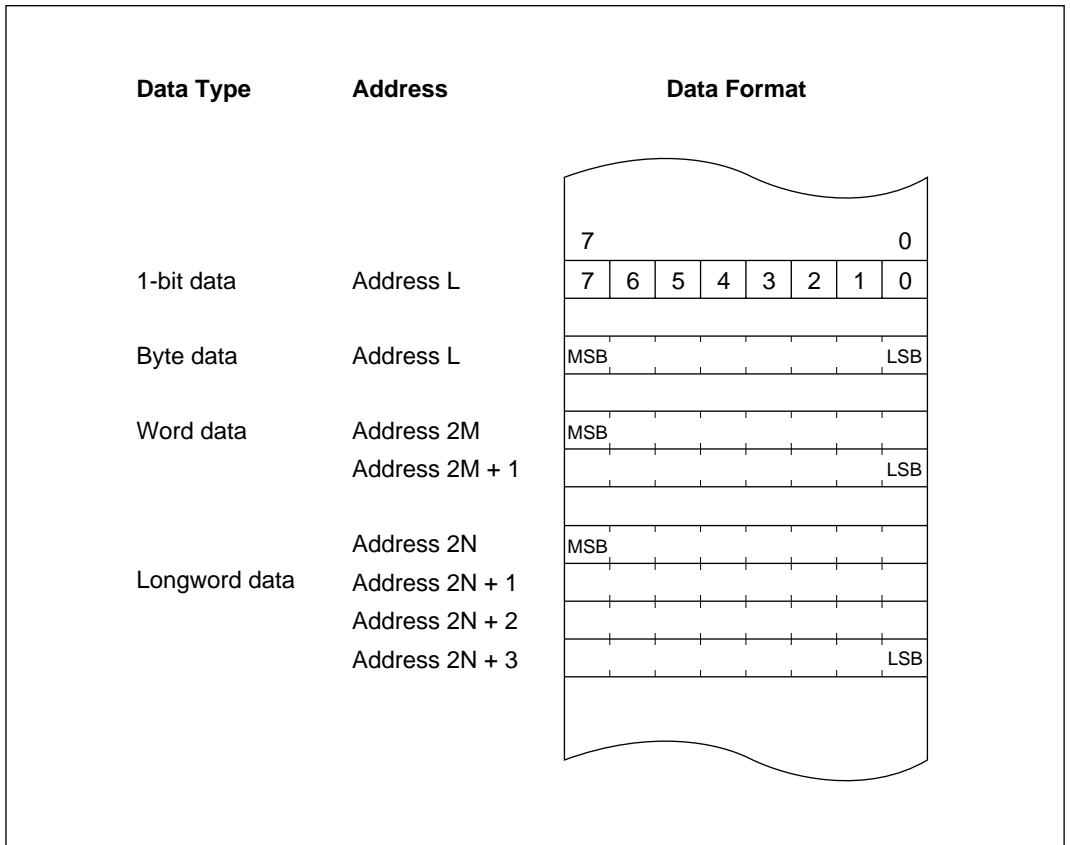 Data Type Address Data Format
7 0
1-bit data Address L 7 6 5 4 3 2 1 0
Byte data Address L MSB LSB
Word data Address 2M MSB
Address 2M + 1 LSB
Address 2N MSB
Longword data Address 2N + 1
Address 2N + 2
Address 2N + 3 LSB